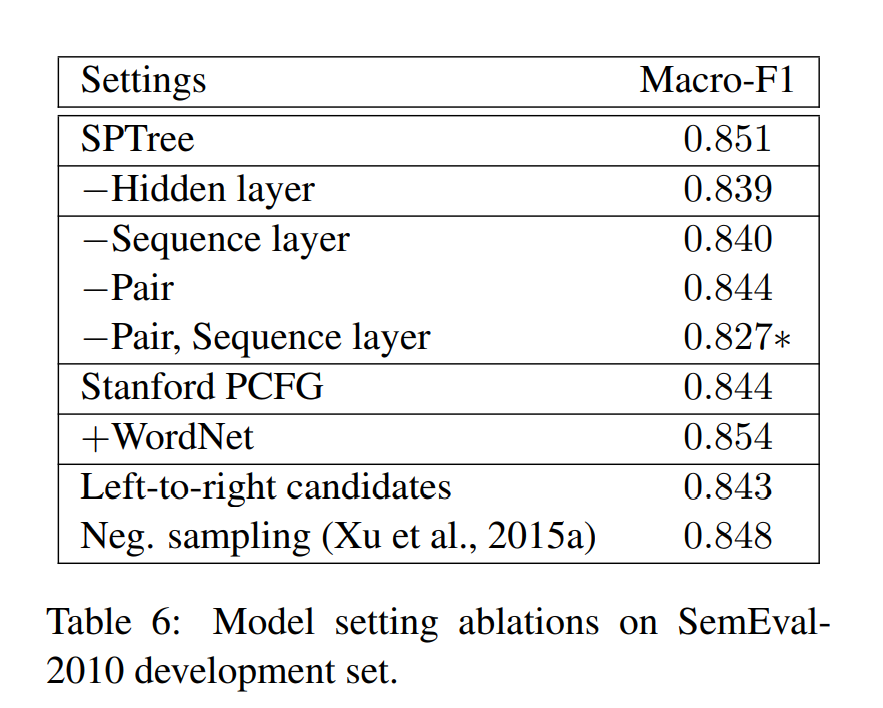 Settings Macro-F1
SPTree 0.851
−Hidden layer 0.839
−Sequence layer 0.840
−Pair 0.844
−Pair, Sequence layer 0.827∗
Stanford PCFG 0.844
+WordNet 0.854
Left-to-right candidates 0.843
Neg. sampling (Xu et al., 2015a) 0.848
Table 6: Model setting ablations on SemEval-
2010 development set.